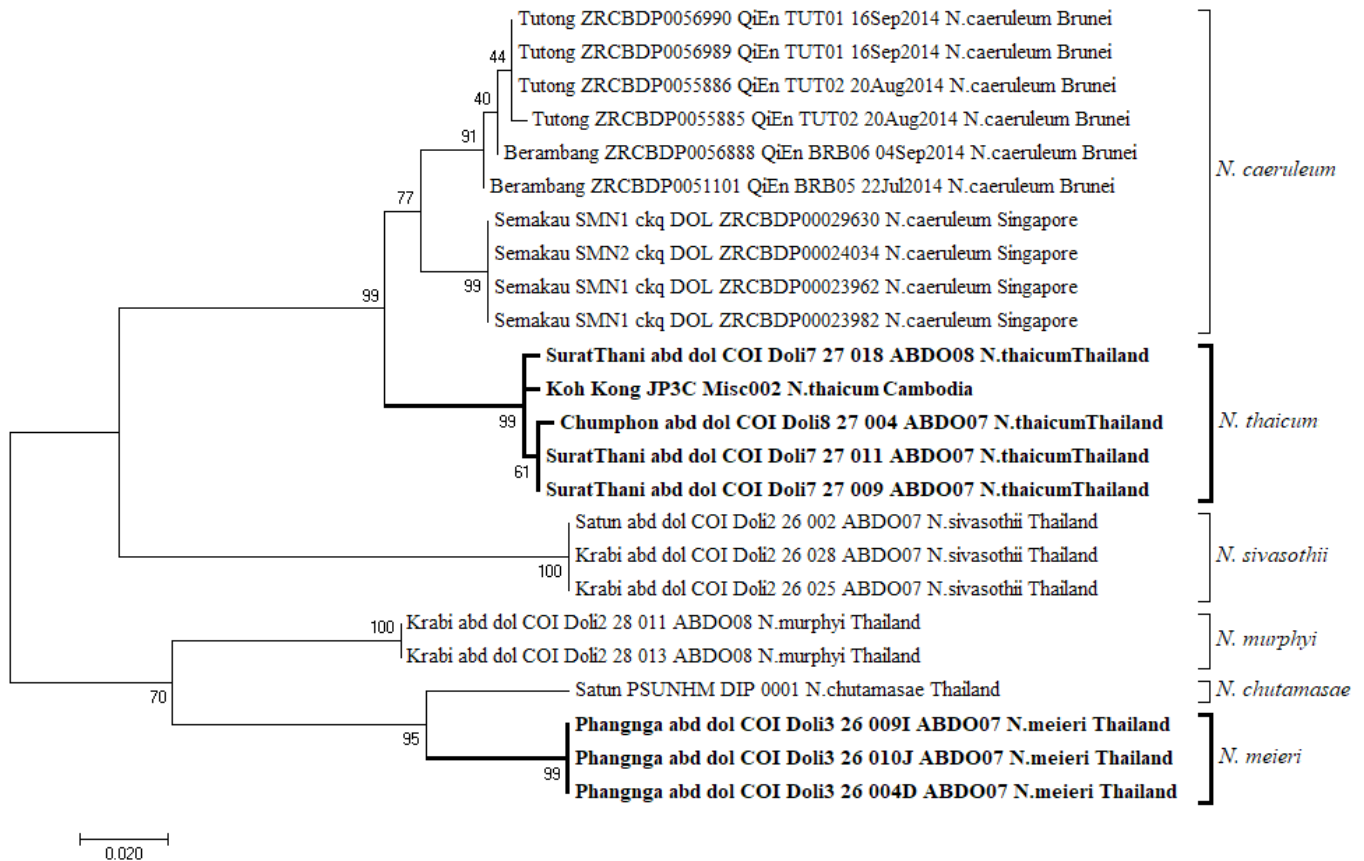 Tutong ZRCBDP0056990 QiEn TUT01 16Sep2014 N.caeruleum Brunei
Tutong ZRCBDP0056989 QiEn TUT01 16Sep2014 N.caeruleum Brunei
44
Tutong ZRCBDP0055886 QiEn TUT02 20Aug2014 N.caeruleum Brunei
40
Tutong ZRCBDP0055885 QiEn TUT02 20Aug2014 N.caeruleum Brunei
91
Berambang ZRCBDP0056888 QiEn BRB06 04Sep2014 N.caeruleum Brunei
N. caeruleum
Berambang ZRCBDP0051101 QiEn BRB05 22Jul2014 N.caeruleum Brunei
77
Semakau SMN1 ckq DOL ZRCBDP00029630 N.caeruleum Singapore
Semakau SMN2 ckq DOL ZRCBDP00024034 N.caeruleum Singapore
99
Semakau SMN1 ckq DOL ZRCBDP00023962 N.caeruleum Singapore
99
Semakau SMN1 ckq DOL ZRCBDP00023982 N.caeruleum Singapore
SuratThani abd dol COI Doli7 27 018 ABDO08 N.thaicumThailand
Koh Kong JP3C Misc002 N.thaicum Cambodia
99
Chumphon abd dol COI Doli8 27 004 ABDO07 N.thaicumThailand
N. thaicum
SuratThani abd dol COI Doli7 27 011 ABDO07 N.thaicumThailand
61
SuratThani abd dol COI Doli7 27 009 ABDO07 N.thaicumThailand
Satun abd dol COI Doli2 26 002 ABDO07 N.sivasothii Thailand
Krabi abd dol COI Doli2 26 028 ABDO07 N.sivasothii Thailand
N. sivasothii
100
Krabi abd dol COI Doli2 26 025 ABDO07 N.sivasothii Thailand
100
Krabi abd dol COI Doli2 28 011 ABDO08 N.murphyi Thailand
N. murphyi
Krabi abd dol COI Doli2 28 013 ABDO08 N.murphyi Thailand
70
Satun PSUNHM DIP 0001 N.chutamasae Thailand
N. chutamasae
Phangnga abd dol COI Doli3 26 009I ABDO07 N.meieri Thailand
95
Phangnga abd dol COI Doli3 26 010J ABDO07 N.meieri Thailand
N. meieri
99
Phangnga abd dol COI Doli3 26 004D ABDO07 N.meieri Thailand
0.020